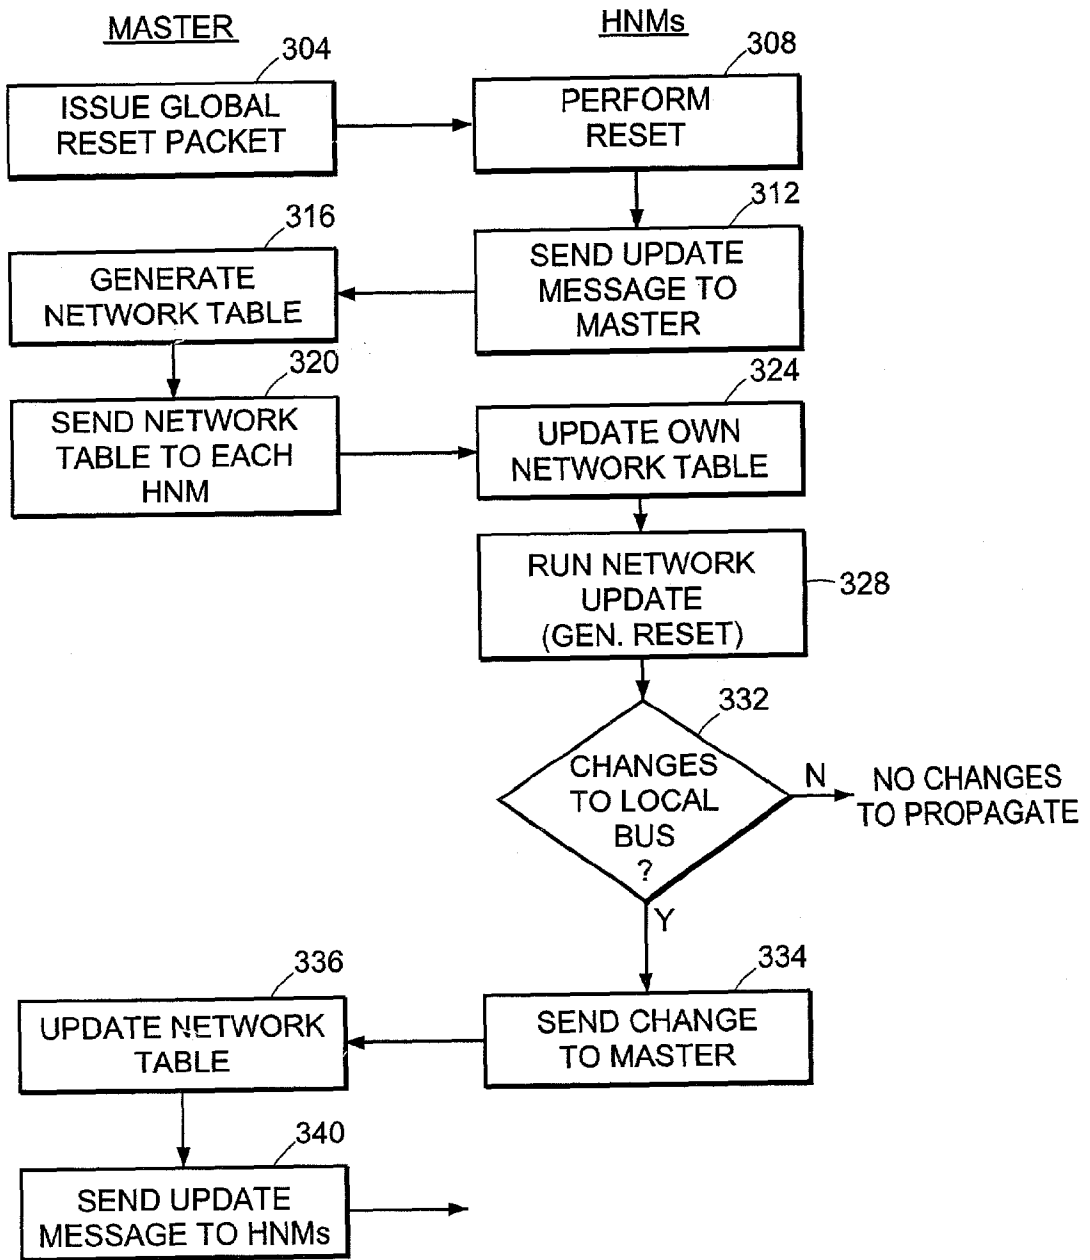 MASTER
HNMs
304
ISSUE GLOBAL
RESET PACKET
308
PERFORM
RESET
312
SEND UPDATE
MESSAGE TO
MASTER
316
GENERATE
NETWORK TABLE
320
SEND NETWORK
TABLE TO EACH
HNM
324
UPDATE OWN
NETWORK TABLE
RUN NETWORK
UPDATE
(GEN. RESET)
328
332
CHANGES
TO LOCAL
BUS
?
N
NO CHANGES
TO PROPAGATE
Y
334
SEND CHANGE
TO MASTER
336
UPDATE NETWORK
TABLE
340
SEND UPDATE
MESSAGE TO HNMs